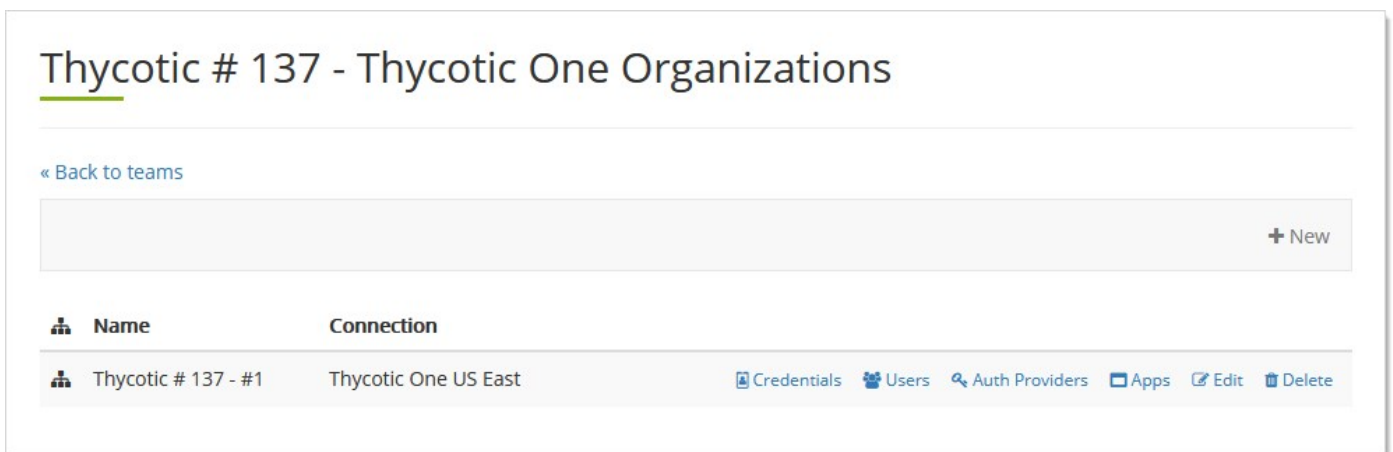 Thycotic # 137 - Thycotic One Organizations
« Back to teams
+ New
Name Connection
Thycotic # 137 - #1 Thycotic One US East Credentials Users Auth Providers Apps Edit Delete